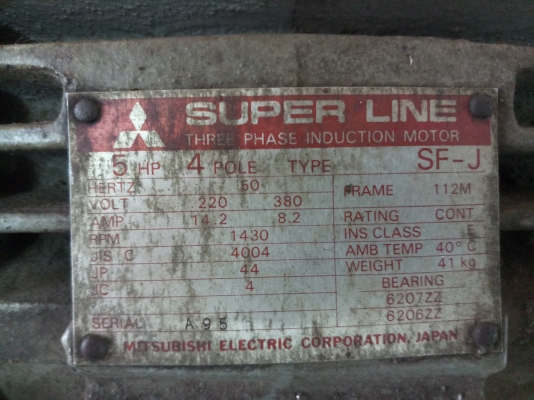 SUPER LINE
THREE PHASE INDUCTION MOTOR
5 HP 4 POLE TYPE SF-J
HERTZ 50
VOLT 220 380
AMP 14.2 8.2
RPM 1430
JIS C 4004
JP 44
JC 4
SERIAL A95
FRAME 112M
RATING CONT
INS CLASS E
AMB TEMP 40°C
WEIGHT 41 kg
BEARING
6207ZZ
6206ZZ
MITSUBISHI ELECTRIC CORPORATION, JAPAN